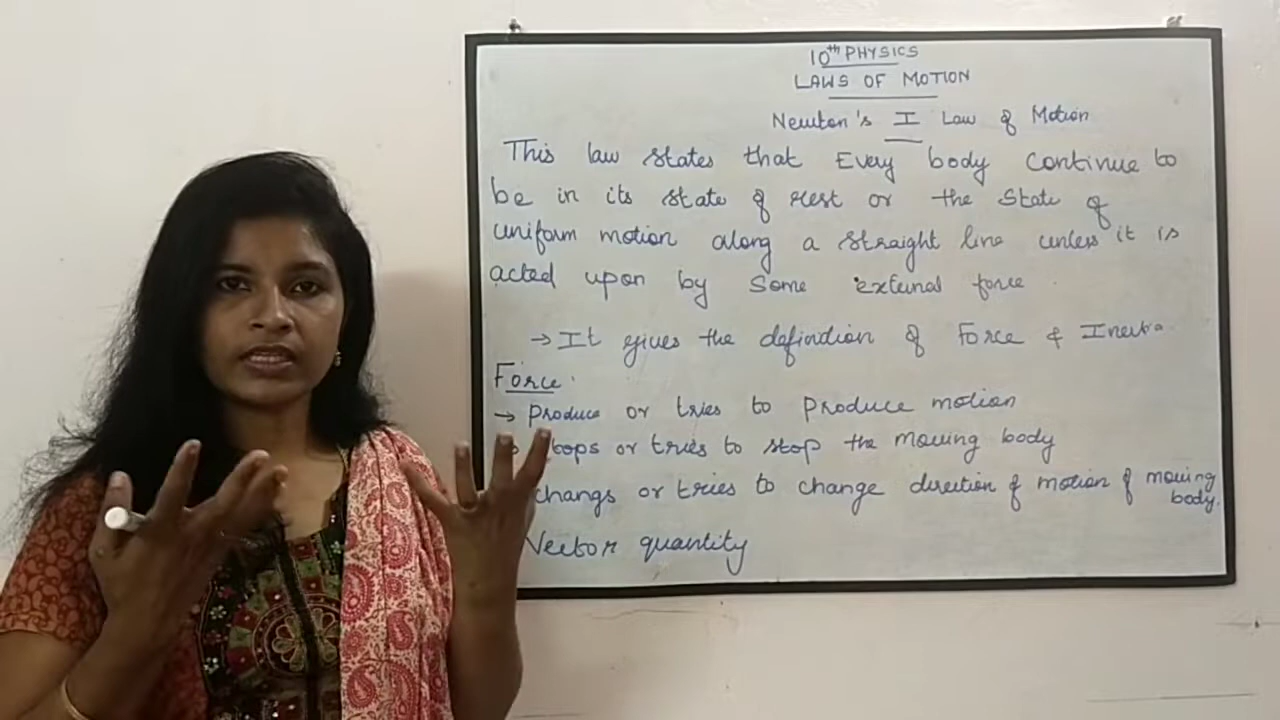 10th PHYSICS
LAWS OF MOTION
Newton's I Law of Motion
This law states that Every body continue to
be in its state of rest or the state of
uniform motion along a straight line unless it is
acted upon by some external force
→ It gives the defindion of Force & Inertia
Force
→ Produce or tries to produce motion
tops or tries to stop the moving body
changs or tries to change direction of motion of moving
body.
Vector quantity